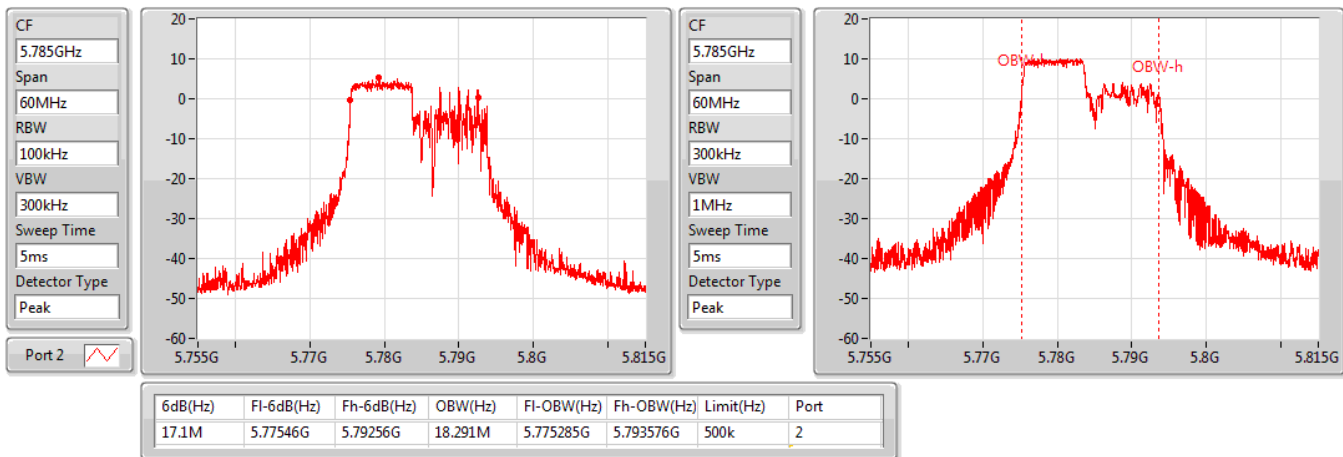 CF
5.785GHz
Span
60MHz
RBW
100kHz
VBW
300kHz
Sweep Time
5ms
Detector Type
Peak
Port 2
20
10
0
-10
-20
-30
-40
-50
-60
5.755G 5.77G 5.78G 5.79G 5.8G 5.815G
CF
5.785GHz
Span
60MHz
RBW
300kHz
VBW
1MHz
Sweep Time
5ms
Detector Type
Peak
20
10
0
-10
-20
-30
-40
-50
-60
OBW-h
5.755G 5.77G 5.78G 5.79G 5.8G 5.815G
6dB(Hz) Fl-6dB(Hz) Fh-6dB(Hz) OBW(Hz) Fl-OBW(Hz) Fh-OBW(Hz) Limit(Hz) Port
17.1M 5.77546G 5.79256G 18.291M 5.775285G 5.793576G 500k 2